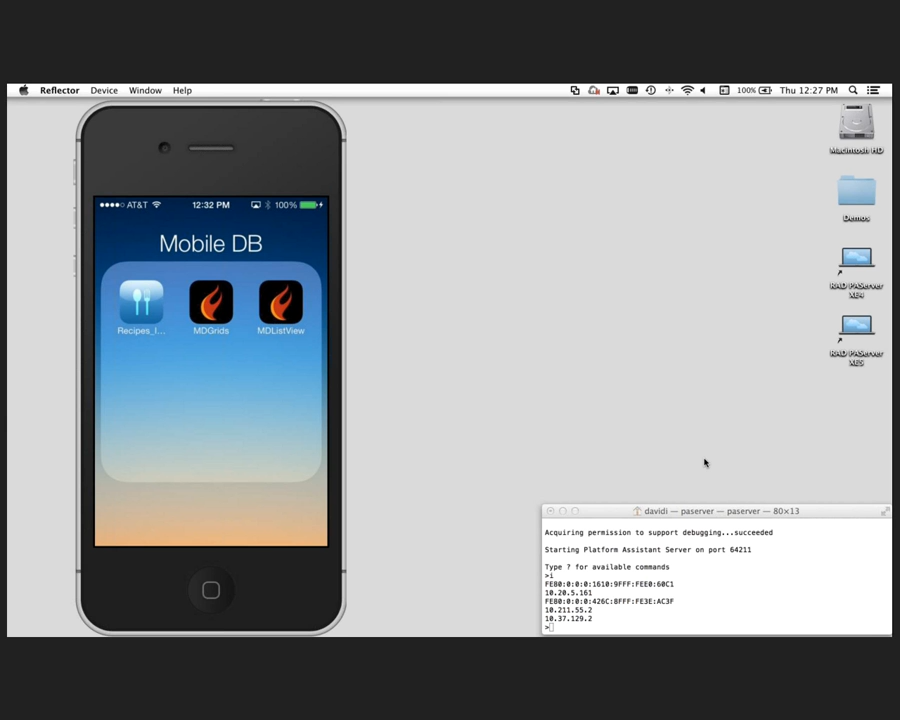 Reflector Device Window Help
100% Thu 12:27 PM
AT&T 12:32 PM 100%
Mobile DB
Recipes_I... MDGrids MDListView
Macintosh HD
Demos
RAD PAServer
XE4
RAD PAServer
XE5
davidi — paserver — paserver — 80×13
Acquiring permission to support debugging...succeeded
Starting Platform Assistant Server on port 64211
Type ? for available commands
>i
FE80:0:0:0:1610:9FFF:FEE0:60C1
10.20.5.161
FE80:0:0:0:426C:8FFF:FE3E:AC3F
10.211.55.2
10.37.129.2
>